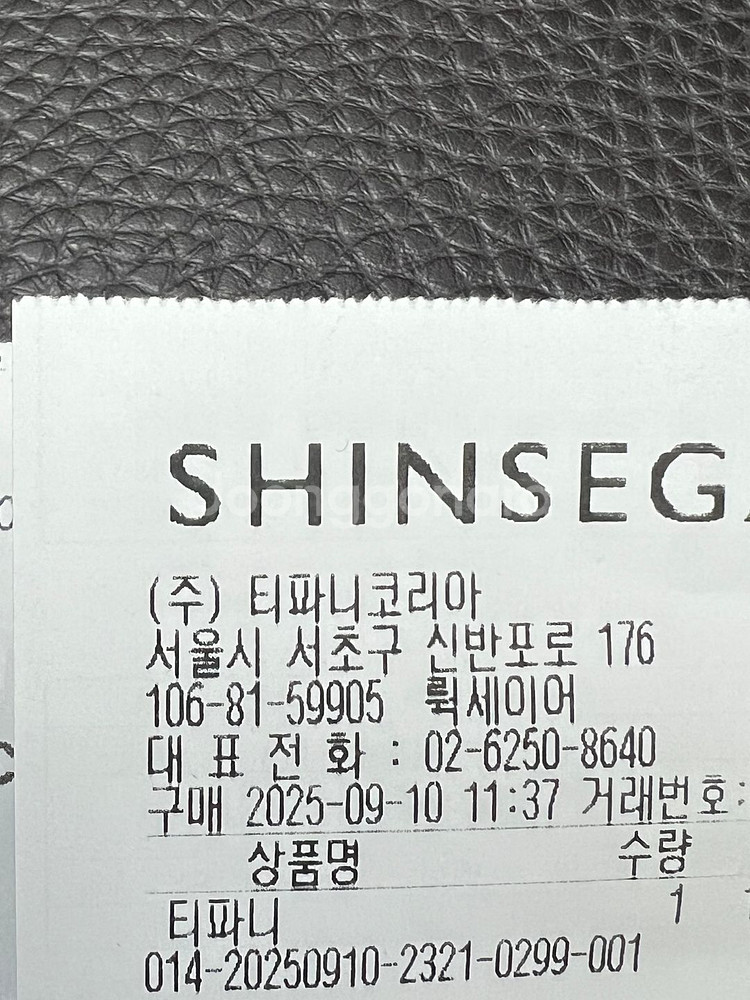 SHINSEG
(주) 티파니코리아
서울시 서초구 신반포로 176
106-81-59905 뤽세이어
대 표 전 화 : 02-6250-8640
구매 2025-09-10 11:37 거래번호:
상품명 수량
티파니 1
014-20250910-2321-0299-001